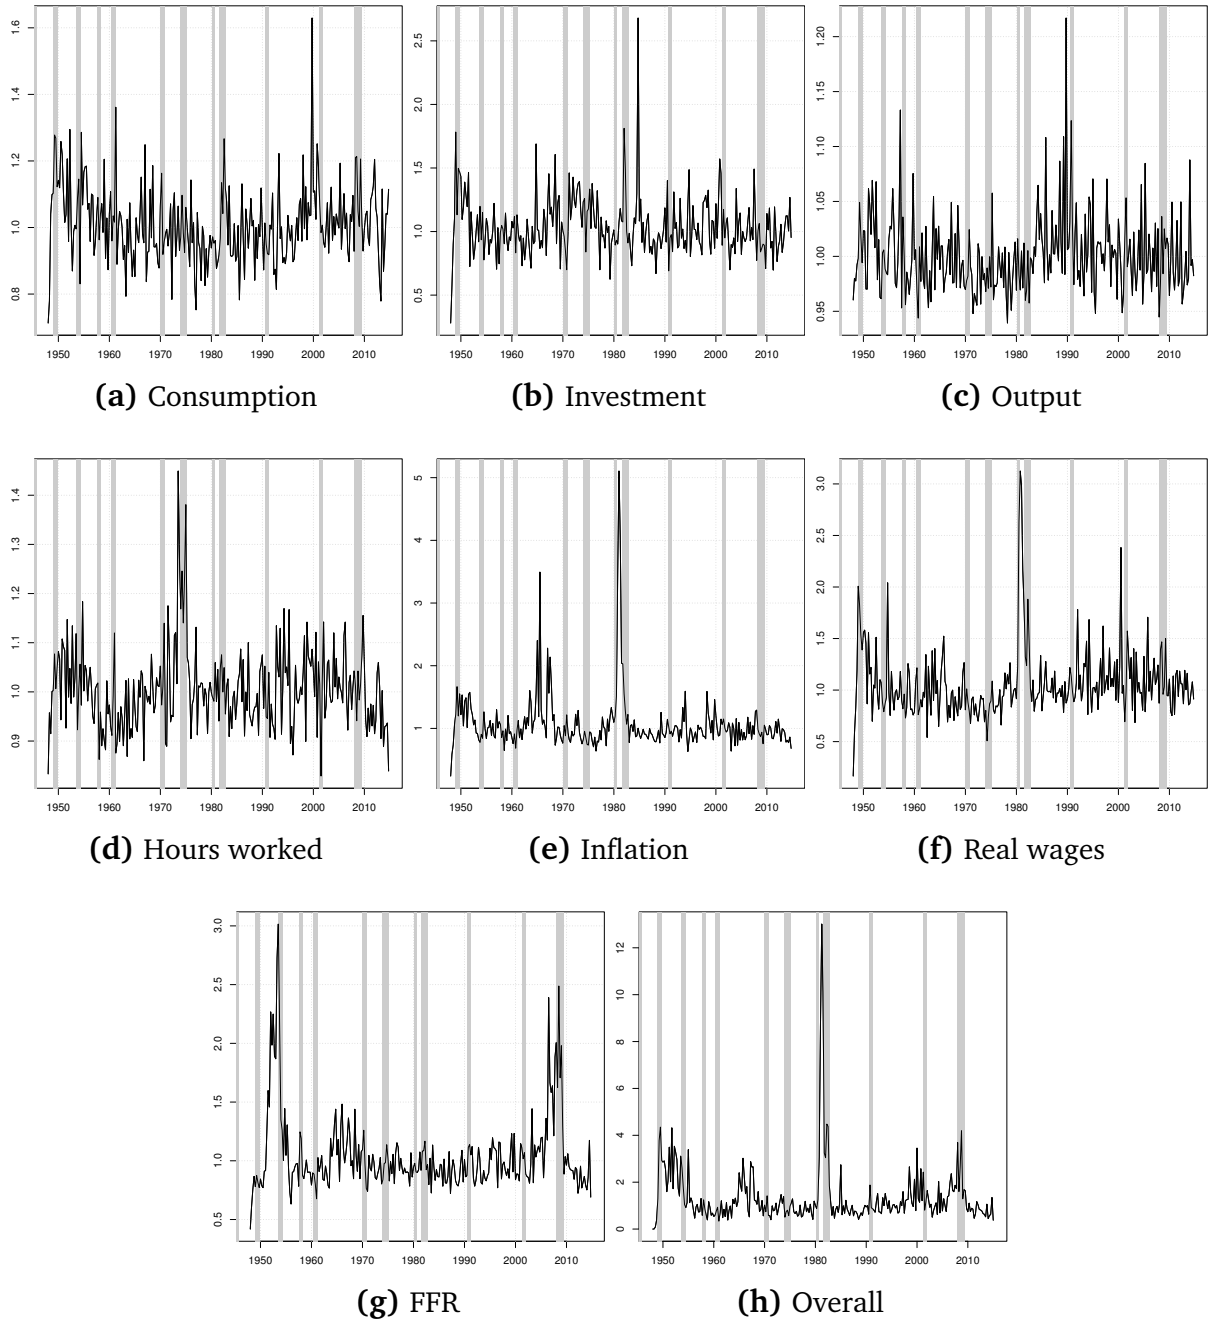 1.6
1.4
1.2
1.0
0.8
1950 1960 1970 1980 1990 2000 2010
(a) Consumption
2.5
2.0
1.5
1.0
0.5
1950 1960 1970 1980 1990 2000 2010
(b) Investment
1.20
1.15
1.10
1.05
1.00
0.95
1950 1960 1970 1980 1990 2000 2010
(c) Output
1.4
1.3
1.2
1.1
1.0
0.9
1950 1960 1970 1980 1990 2000 2010
(d) Hours worked
5
4
3
2
1
1950 1960 1970 1980 1990 2000 2010
(e) Inflation
3.0
2.5
2.0
1.5
1.0
0.5
1950 1960 1970 1980 1990 2000 2010
(f) Real wages
3.0
2.5
2.0
1.5
1.0
0.5
1950 1960 1970 1980 1990 2000 2010
(g) FFR
12
10
8
6
4
2
0
1950 1960 1970 1980 1990 2000 2010
(h) Overall